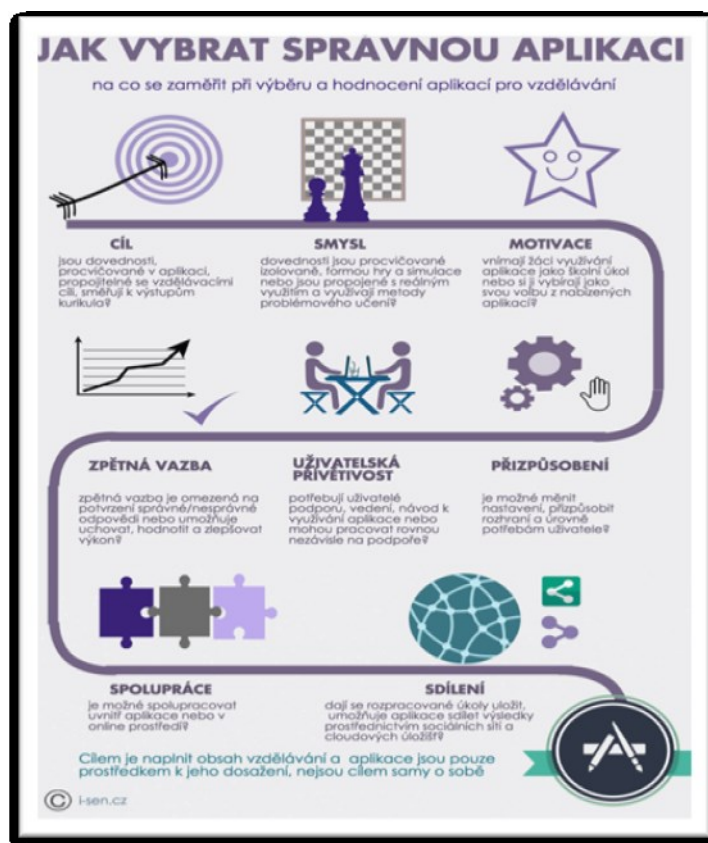 JAK VYBRAT SPRÁVNOU APLIKACI
na co se zaměřit při výběru a hodnocení aplikací pro vzdělávání
CÍL
jsou dovednosti,
procvičované v aplikaci,
propojitelné se vzdělávacími
cíli, směřují k výstupům
kurikula?
SMYSL
dovednosti jsou procvičované
izolovaně, formou hry a simulace
nebo jsou propojené s reálným
využitím a využívají metody
problémového učení?
MOTIVACE
vnímají žáci využívání
aplikace jako školní úkol
nebo si ji vybírají jako
svou volbu z nabízených
aplikací?
ZPĚTNÁ VAZBA
zpětná vazba je omezená na
potvrzení správné/nesprávné
odpovědi nebo umožňuje
uchovat, hodnotit a zlepšovat
výkon?
UŽIVATELSKÁ
PŘÍVĚTIVOST
potřebují uživatelé
podporu, vedení, návod k
využívání aplikace nebo
mohou pracovat rovnou
nezávisle na podpoře?
PŘIZPŮSOBENÍ
je možné měnit
nastavení, přizpůsobit
rozhraní a úrovně
potřebám uživatele?
SPOLUPRÁCE
je možné spolupracovat
uvnitř aplikace nebo v
online prostředí?
SDÍLENÍ
dají se rozpracované úkoly uložit,
umožňuje aplikace sdílet výsledky
prostřednictvím sociálních sítí a
cloudových úložišť?
Cílem je naplnit obsah vzdělávání a aplikace jsou pouze
prostředkem k jeho dosažení, nejsou cílem samy o sobě
© i-sen.cz